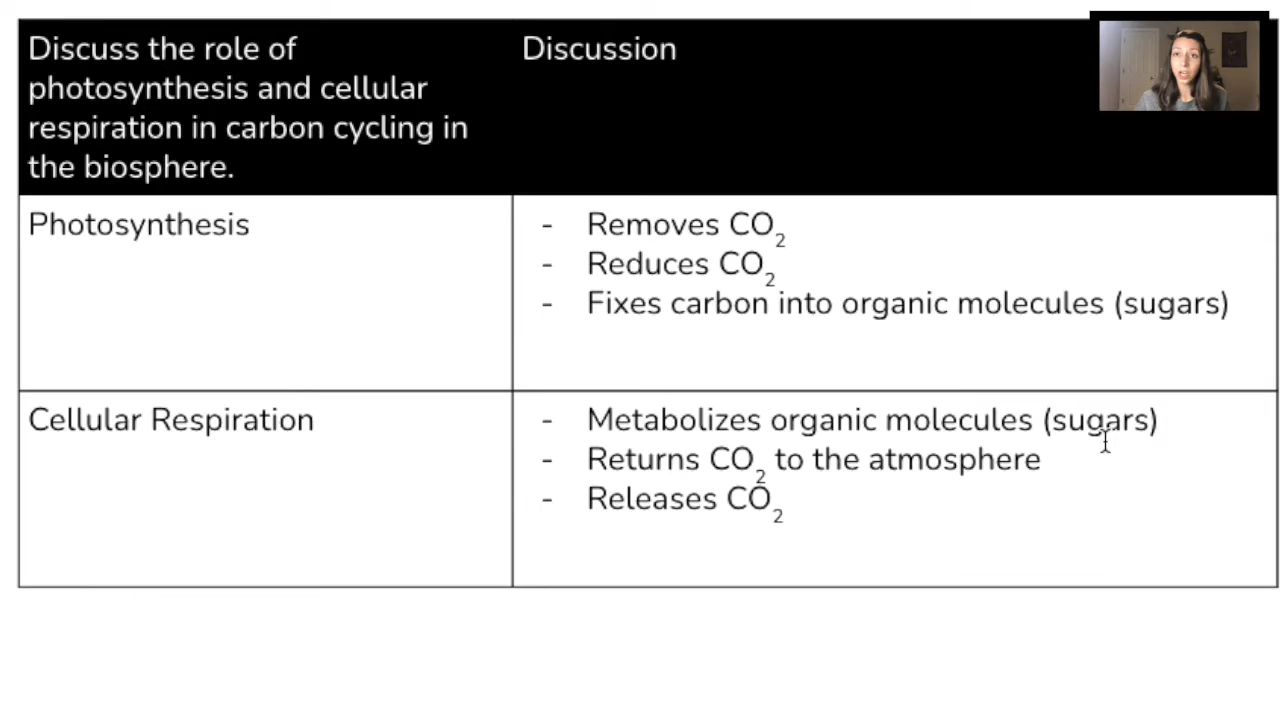 Discuss the role of
photosynthesis and cellular
respiration in carbon cycling in
the biosphere.
Discussion
Photosynthesis
- Removes CO₂
- Reduces CO₂
- Fixes carbon into organic molecules (sugars)
Cellular Respiration
- Metabolizes organic molecules (sugars)
- Returns CO₂ to the atmosphere
- Releases CO₂